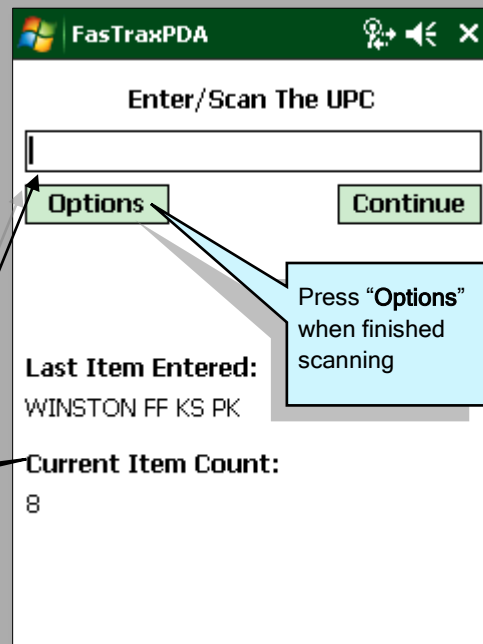 FasTraxPDA
Enter/Scan The UPC
Options
Continue
Press “Options”
when finished
scanning
Last Item Entered:
WINSTON FF KS PK
Current Item Count:
8